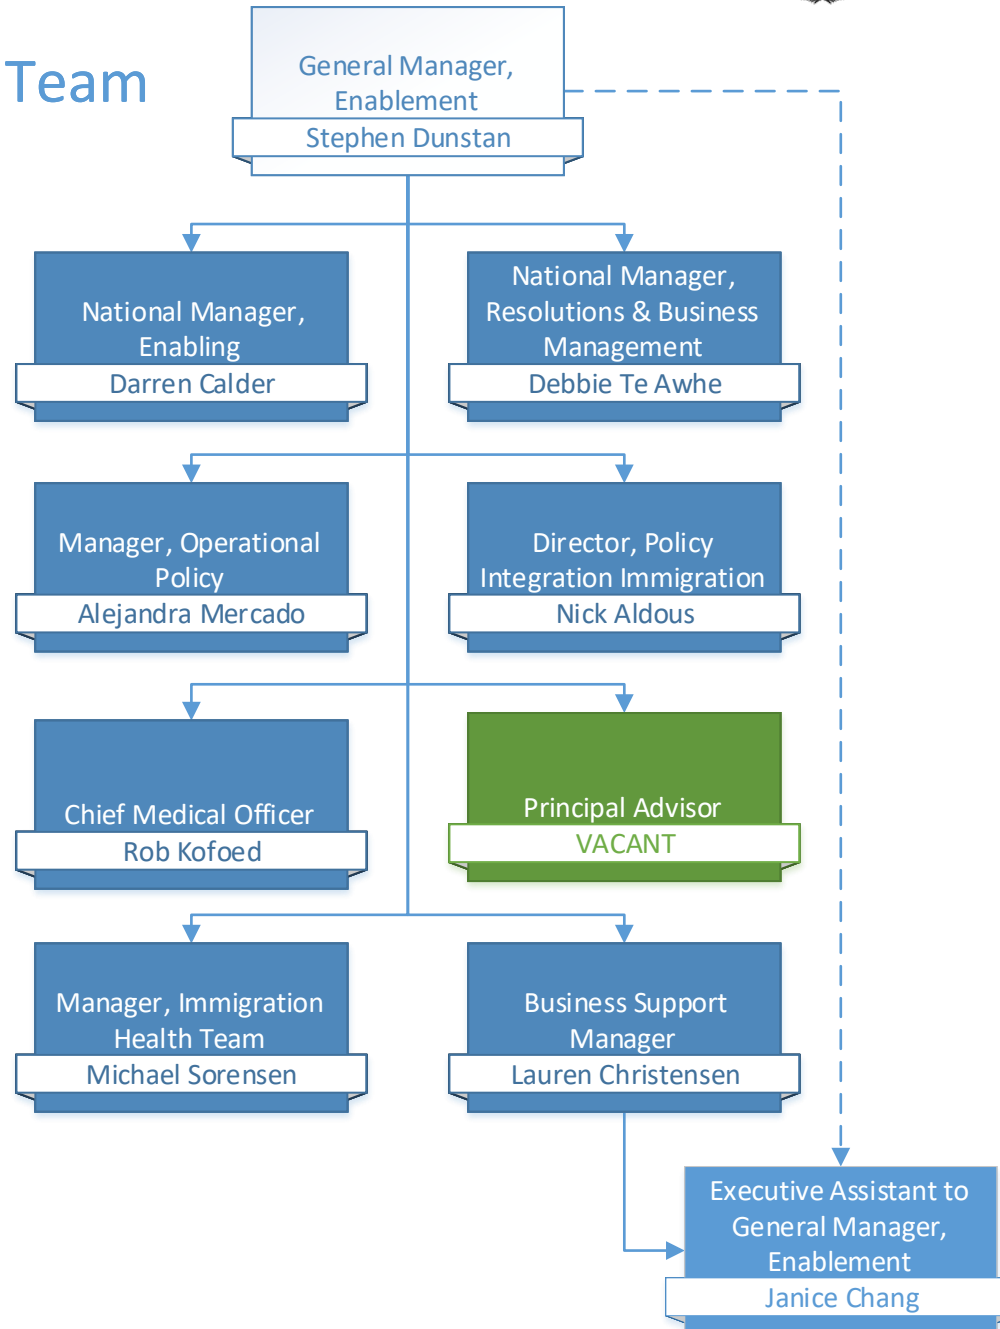 Team
General Manager,
Enablement
Stephen Dunstan
National Manager,
Enabling
Darren Calder
National Manager,
Resolutions & Business
Management
Debbie Te Awhe
Manager, Operational
Policy
Alejandra Mercado
Director, Policy
Integration Immigration
Nick Aldous
Chief Medical Officer
Rob Kofoed
Principal Advisor
VACANT
Manager, Immigration
Health Team
Michael Sorensen
Business Support
Manager
Lauren Christensen
Executive Assistant to
General Manager,
Enablement
Janice Chang